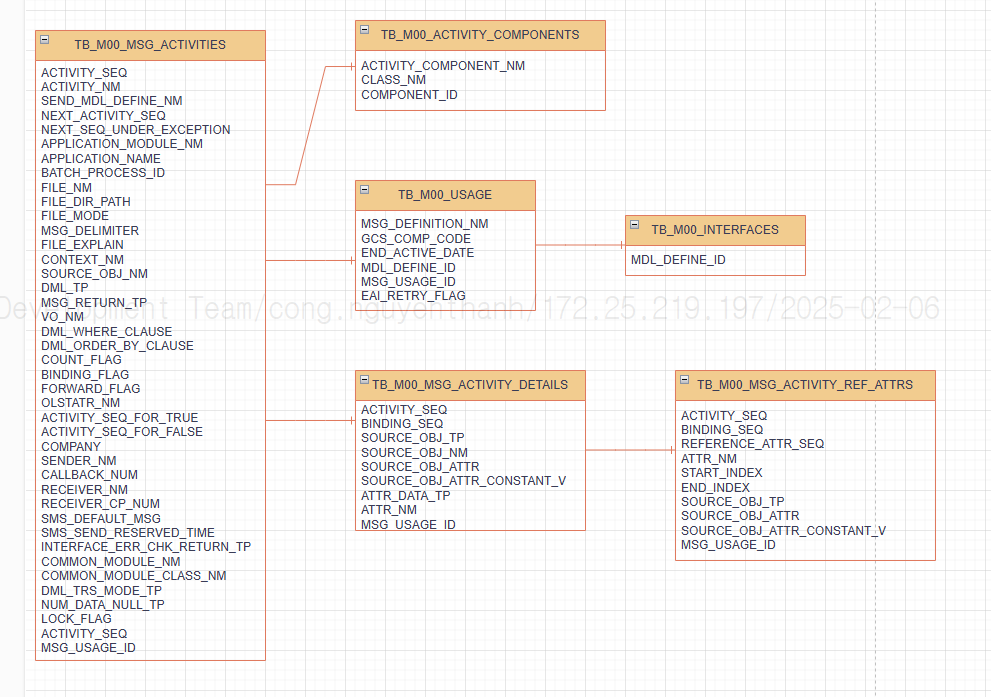 TB_M00_MSG_ACTIVITIES
ACTIVITY_SEQ
ACTIVITY_NM
SEND_MDL_DEFINE_NM
NEXT_ACTIVITY_SEQ
NEXT_SEQ_UNDER_EXCEPTION
APPLICATION_MODULE_NM
APPLICATION_NAME
BATCH_PROCESS_ID
FILE_NM
FILE_DIR_PATH
FILE_MODE
MSG_DELIMITER
FILE_EXPLAIN
CONTEXT_NM
SOURCE_OBJ_NM
DML_TP
MSG_RETURN_TP
VO_NM
DML_WHERE_CLAUSE
DML_ORDER_BY_CLAUSE
COUNT_FLAG
BINDING_FLAG
FORWARD_FLAG
OLSTATR_NM
ACTIVITY_SEQ_FOR_TRUE
ACTIVITY_SEQ_FOR_FALSE
COMPANY
SENDER_NM
CALLBACK_NUM
RECEIVER_NM
RECEIVER_CP_NUM
SMS_DEFAULT_MSG
SMS_SEND_RESERVED_TIME
INTERFACE_ERR_CHK_RETURN_TP
COMMON_MODULE_NM
COMMON_MODULE_CLASS_NM
DML_TRS_MODE_TP
NUM_DATA_NULL_TP
LOCK_FLAG
ACTIVITY_SEQ
MSG_USAGE_ID
TB_M00_ACTIVITY_COMPONENTS
ACTIVITY_COMPONENT_NM
CLASS_NM
COMPONENT_ID
TB_M00_USAGE
MSG_DEFINITION_NM
GCS_COMP_CODE
END_ACTIVE_DATE
MDL_DEFINE_ID
MSG_USAGE_ID
EAI_RETRY_FLAG
TB_M00_INTERFACES
MDL_DEFINE_ID
Development Team/cong.nguyenthanh/172.25.219.197/2025-02-06
TB_M00_MSG_ACTIVITY_DETAILS
ACTIVITY_SEQ
BINDING_SEQ
SOURCE_OBJ_TP
SOURCE_OBJ_NM
SOURCE_OBJ_ATTR
SOURCE_OBJ_ATTR_CONSTANT_V
ATTR_DATA_TP
ATTR_NM
MSG_USAGE_ID
TB_M00_MSG_ACTIVITY_REF_ATTRS
ACTIVITY_SEQ
BINDING_SEQ
REFERENCE_ATTR_SEQ
ATTR_NM
START_INDEX
END_INDEX
SOURCE_OBJ_TP
SOURCE_OBJ_ATTR
SOURCE_OBJ_ATTR_CONSTANT_V
MSG_USAGE_ID